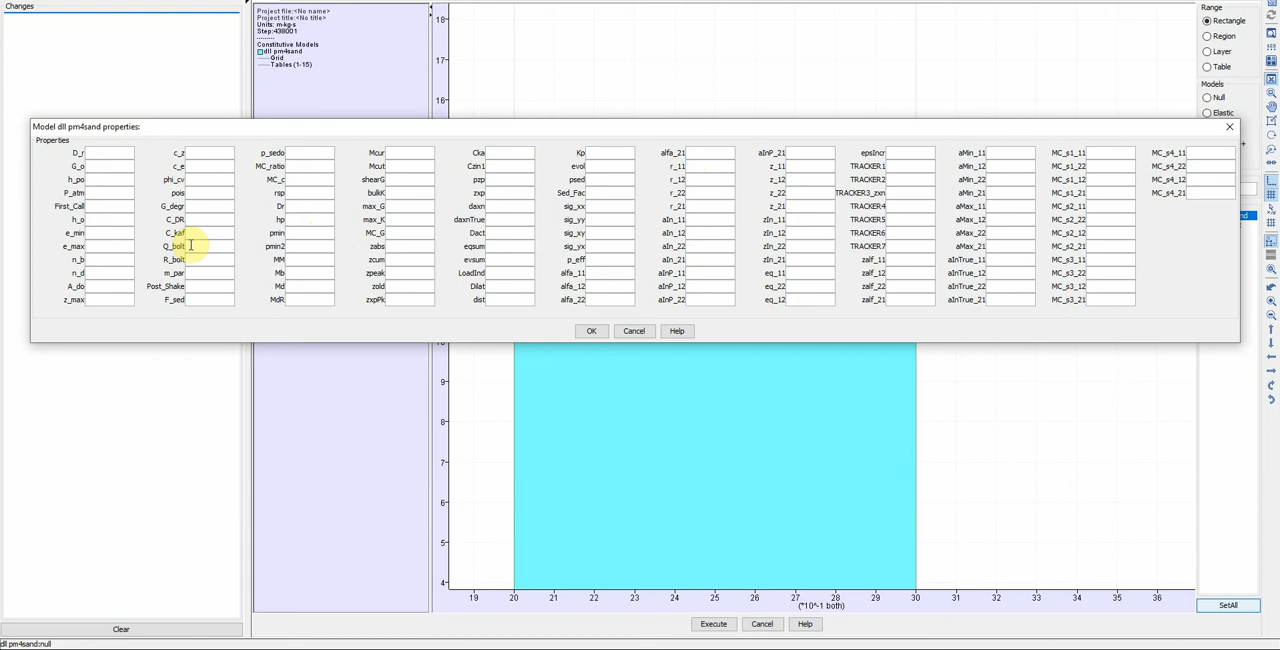 Changes
Project file:<No name>
Project title:<No title>
Units: m-kg-s
Step:438001
---------
Constitutive Models
dll pm4sand
Grid
Tables (1-15)
18
17
16
Range
Rectangle
Region
Layer
Table
Models
Null
Elastic
Model dll pm4sand properties:
Properties
D_r c_z p_sedo Mcur Cka Kp alfa_21 aInP_21 epsIncr aMin_11 MC_s1_11 MC_s4_11
G_o c_e MC_ratio Mcut Czin1 evol r_11 z_11 TRACKER1 aMin_22 MC_s1_22 MC_s4_22
h_po phi_cv MC_c shearG pzp psed r_12 z_12 TRACKER2 aMin_12 MC_s1_12 MC_s4_12
P_atm pois rsp bulkK zxp Sed_Fac r_22 z_22 TRACKER3_zxn aMin_21 MC_s1_21 MC_s4_21
First_Call G_degr Dr max_G daxn sig_xx r_21 z_21 TRACKER4 aMax_11 MC_s2_11
h_o C_DR hp max_K daxnTrue sig_yy aIn_11 zIn_11 TRACKER5 aMax_22 MC_s2_22
e_min C_kaf pmin MC_G Dact sig_xy aIn_12 zIn_12 TRACKER6 aMax_12 MC_s2_12
e_max Q_bolt pmin2 zabs eqsum sig_yx aIn_22 zIn_22 TRACKER7 aMax_21 MC_s2_21
n_b R_bolt MM zcum evsum p_eff aIn_21 zIn_21 zalf_11 aInTrue_11 MC_s3_11
n_d m_par Mb zpeak LoadInd alfa_11 aInP_11 eq_11 zalf_12 aInTrue_12 MC_s3_12
A_do Post_Shake Md zold Dilat alfa_12 aInP_12 eq_22 zalf_22 aInTrue_22 MC_s3_22
z_max F_sed MdR zxpPk dist alfa_22 aInP_22 eq_12 zalf_21 aInTrue_21 MC_s3_21
OK Cancel Help
9
8
7
6
5
4
19 20 21 22 23 24 25 26 27 28 29 30 31 32 33 34 35 36
(*10^-1 both)
SetAll
Clear
Execute Cancel Help
dll pm4sand:null